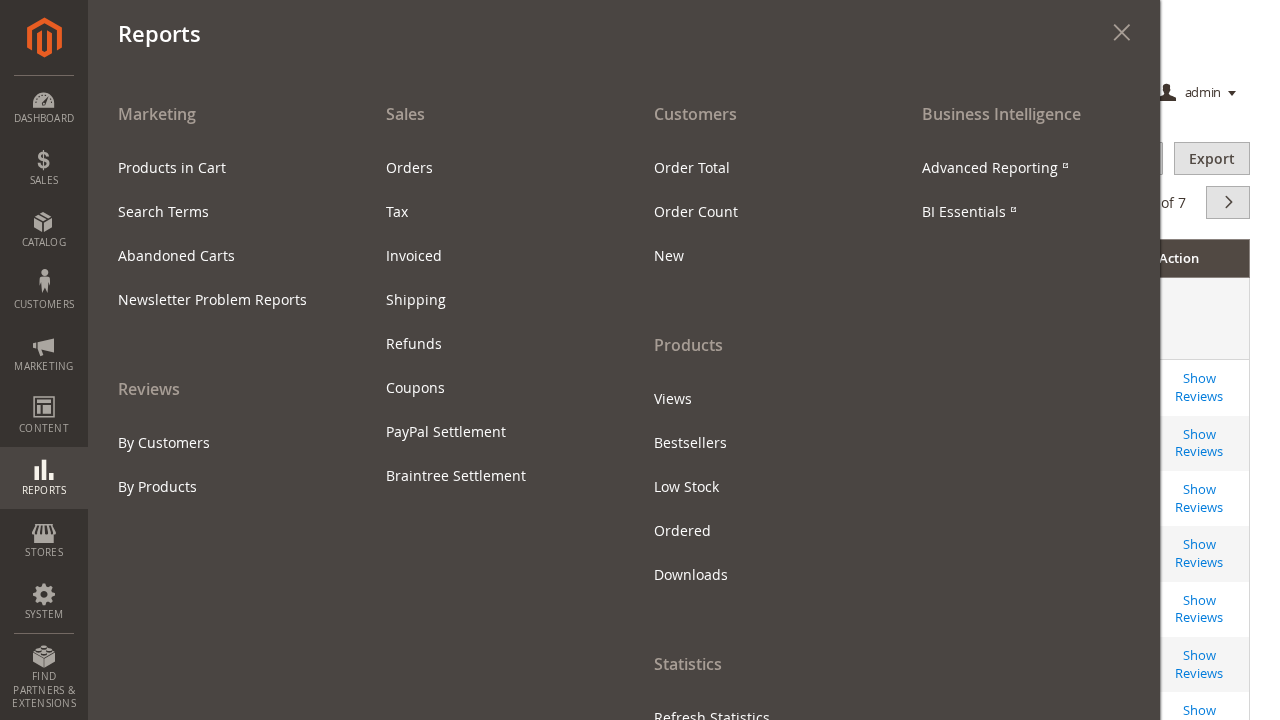 DASHBOARD
SALES
CATALOG
CUSTOMERS
MARKETING
CONTENT
REPORTS
STORES
SYSTEM
FIND
PARTNERS &
EXTENSIONS
Reports
Marketing
Products in Cart
Search Terms
Abandoned Carts
Newsletter Problem Reports
Reviews
By Customers
By Products
Sales
Orders
Tax
Invoiced
Shipping
Refunds
Coupons
PayPal Settlement
Braintree Settlement
Customers
Order Total
Order Count
New
Products
Views
Bestsellers
Low Stock
Ordered
Downloads
Statistics
Refresh Statistics
Business Intelligence
Advanced Reporting
BI Essentials
admin
Export
of 7
Action
Show
Reviews
Show
Reviews
Show
Reviews
Show
Reviews
Show
Reviews
Show
Reviews
Show